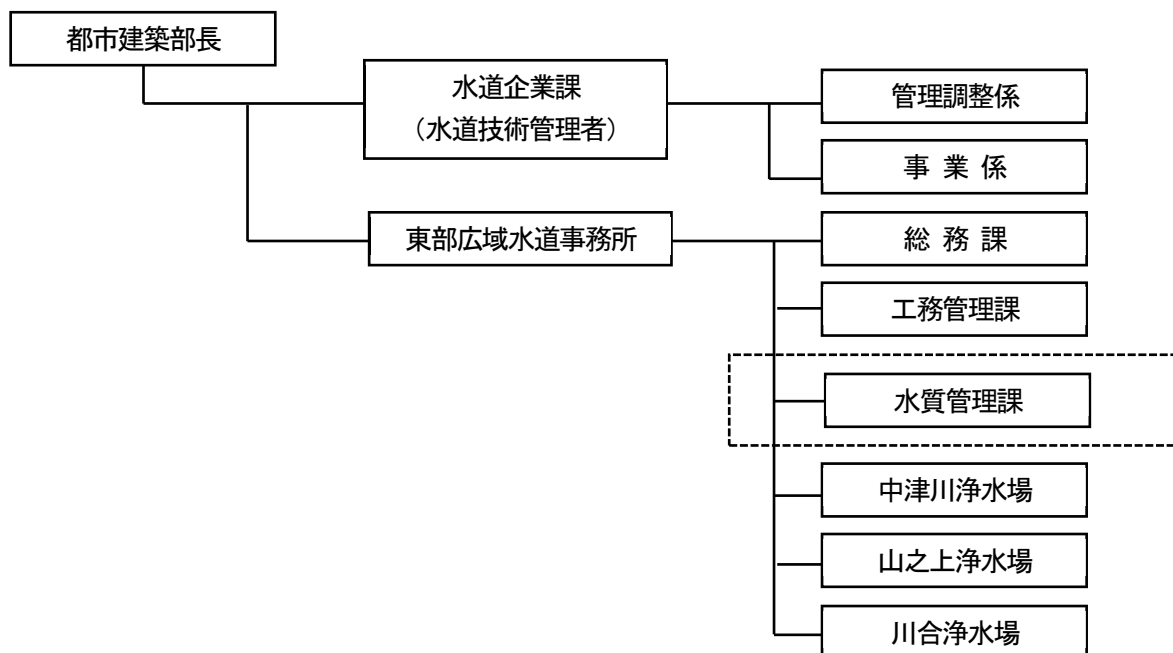 都市建築部長
水道企業課
（水道技術管理者）
管理調整係
事 業 係
東部広域水道事務所
総 務 課
工務管理課
水質管理課
中津川浄水場
山之上浄水場
川合浄水場